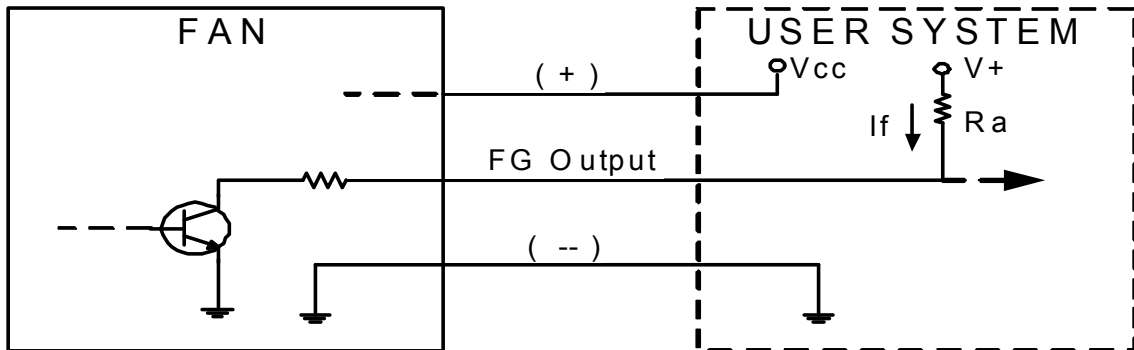 FAN
USER SYSTEM
( + )
Vcc
V+
If
Ra
FG Output
( -- )